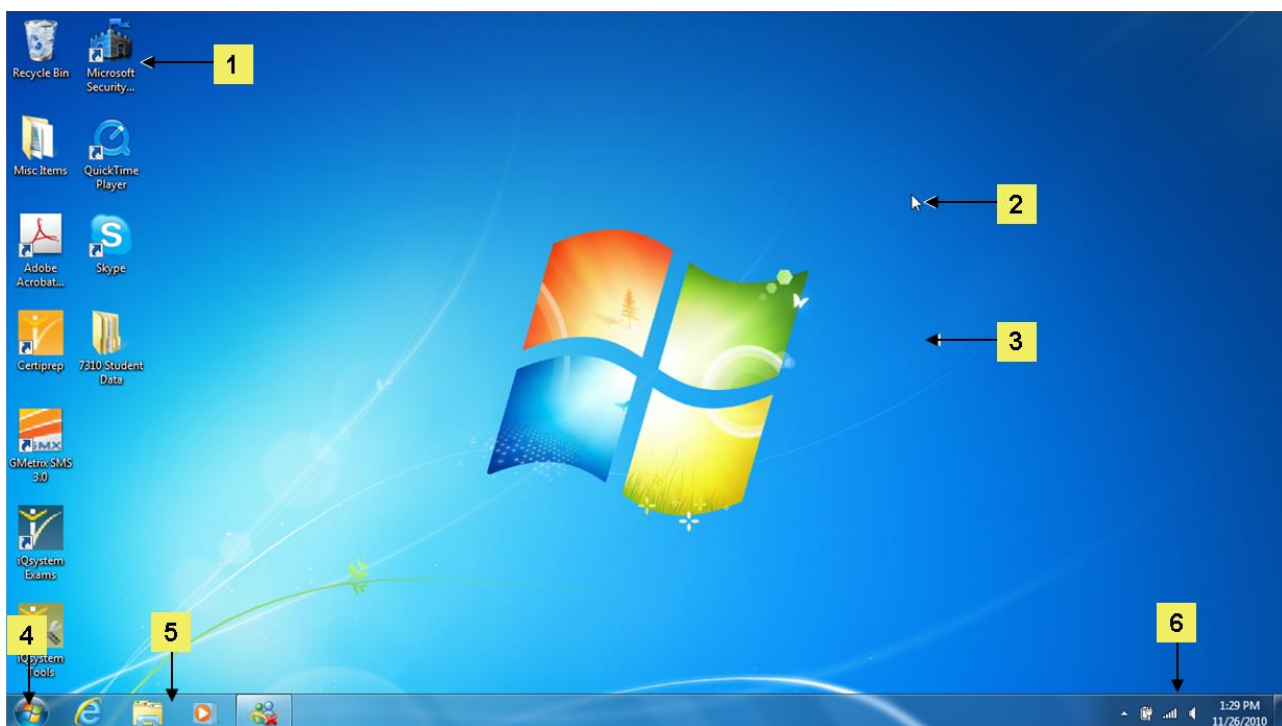 Recycle Bin
Microsoft
Security...
1
Misc Items
QuickTime
Player
2
Adobe
Acrobat...
Skype
3
Certiprep
7310 Student
Data
GMX
GMetrix SMS
3.0
iQsystem
Exams
4
5
6
iQsystem
Tools
1:29 PM
11/26/2010